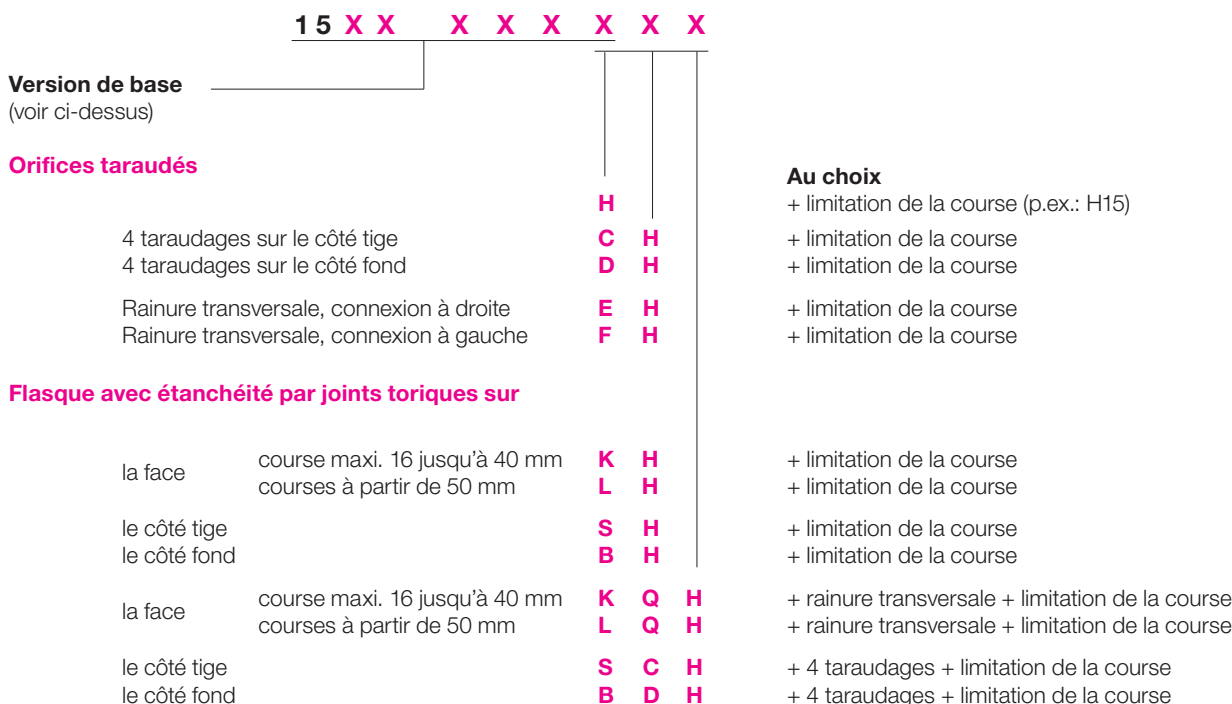 15XX XXXXXX
Version de base
(voir ci-dessus)
Orifices taraudés
Au choix
H + limitation de la course (p.ex.: H15)
4 taraudages sur le côté tige C H + limitation de la course
4 taraudages sur le côté fond D H + limitation de la course
Rainure transversale, connexion à droite E H + limitation de la course
Rainure transversale, connexion à gauche F H + limitation de la course
Flasque avec étanchéité par joints toriques sur
la face
course maxi. 16 jusqu'à 40 mm K H + limitation de la course
courses à partir de 50 mm L H + limitation de la course
le côté tige S H + limitation de la course
le côté fond B H + limitation de la course
la face
course maxi. 16 jusqu'à 40 mm K Q H + rainure transversale + limitation de la course
courses à partir de 50 mm L Q H + rainure transversale + limitation de la course
le côté tige S C H + 4 taraudages + limitation de la course
le côté fond B D H + 4 taraudages + limitation de la course